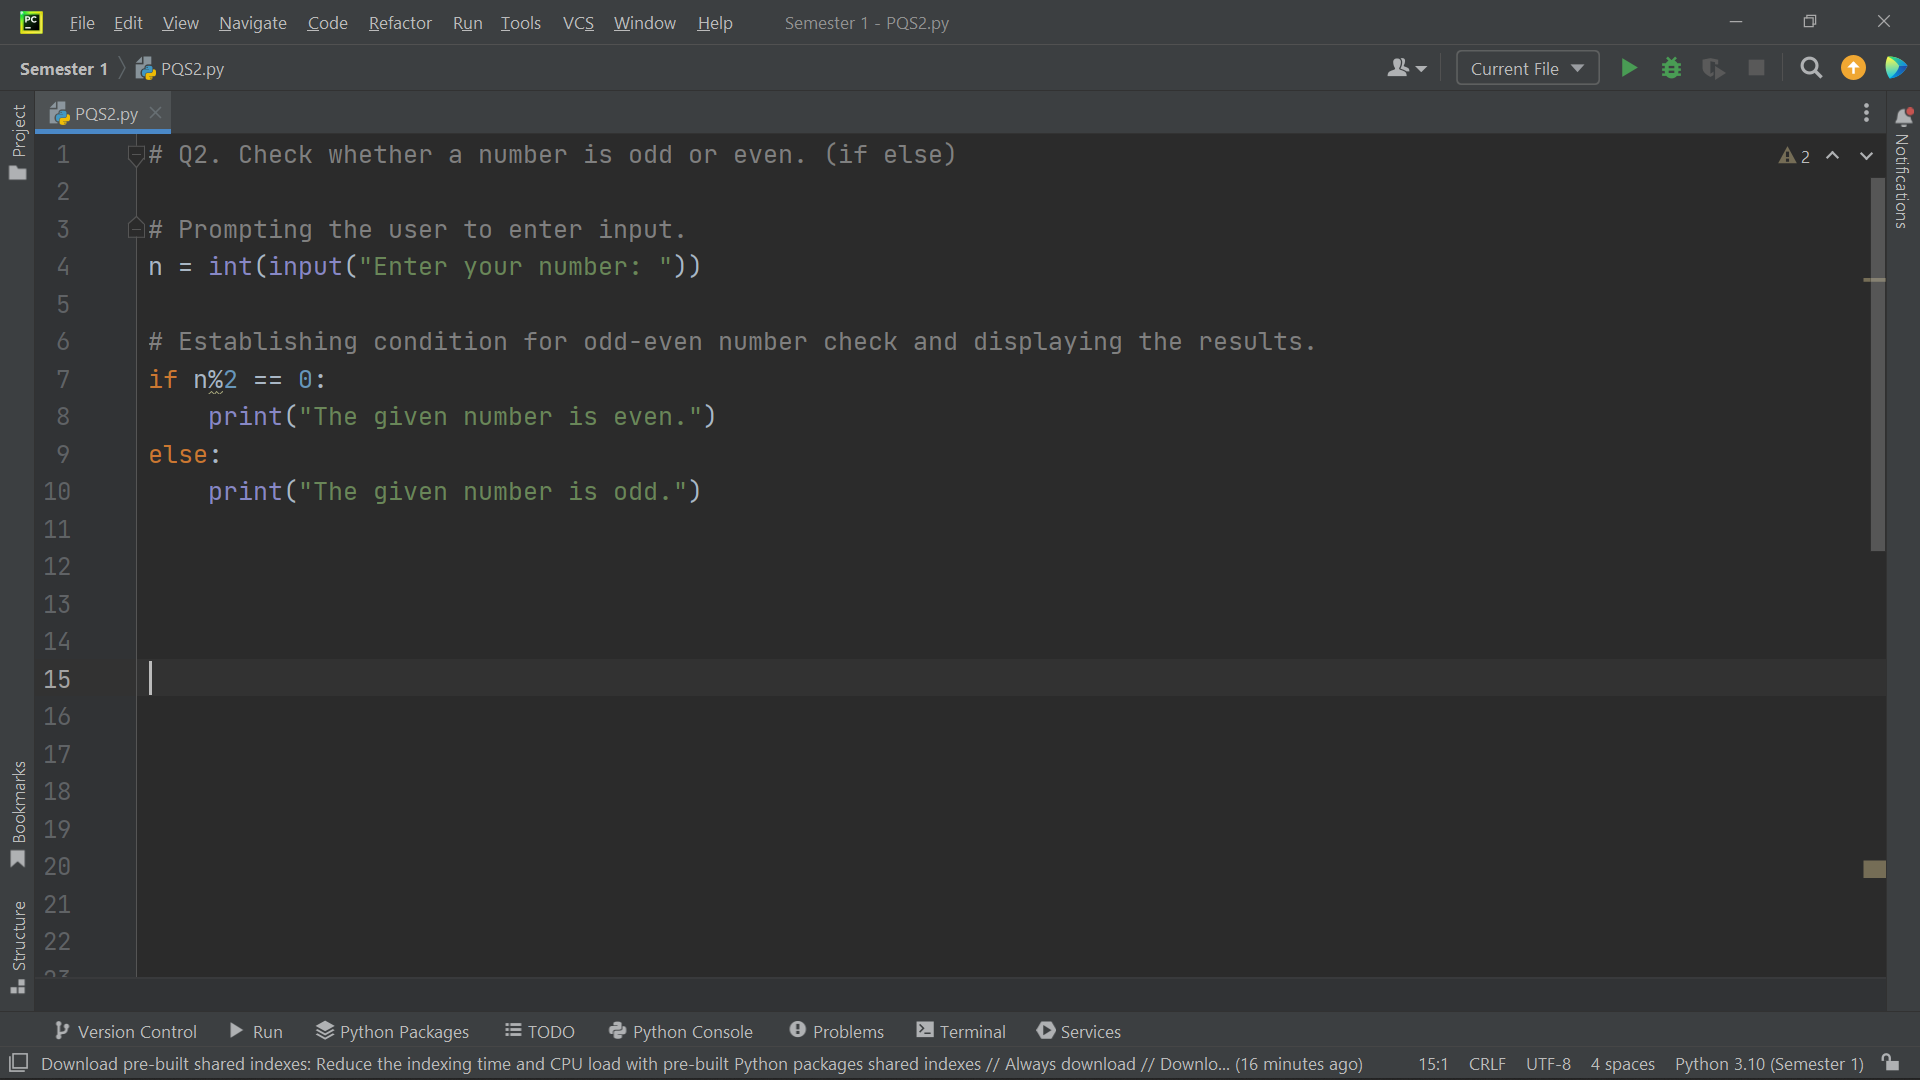 PC File Edit View Navigate Code Refactor Run Tools VCS Window Help Semester 1 - PQS2.py
Semester 1 PQS2.py Current File
PQS2.py
Project
Notifications
1 # Q2. Check whether a number is odd or even. (if else) 2
2
3 # Prompting the user to enter input.
4 n = int(input("Enter your number: "))
5
6 # Establishing condition for odd-even number check and displaying the results.
7 if n%2 == 0:
8     print("The given number is even.")
9 else:
10     print("The given number is odd.")
11
12
13
14
15
16
17
18
19
20
21
22
23
Bookmarks
Structure
Version Control Run Python Packages TODO Python Console Problems Terminal Services
Download pre-built shared indexes: Reduce the indexing time and CPU load with pre-built Python packages shared indexes // Always download // Downlo... (16 minutes ago) 15:1 CRLF UTF-8 4 spaces Python 3.10 (Semester 1)